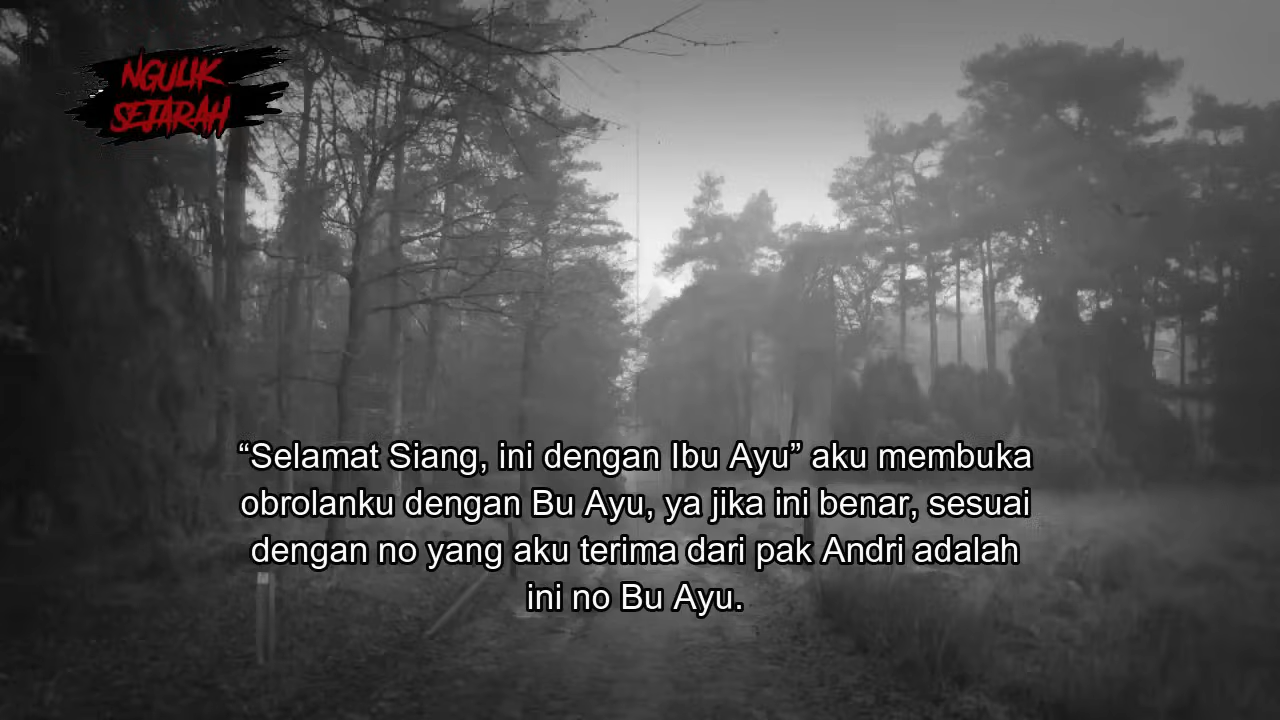 NGULIK
SEJARAH
“Selamat Siang, ini dengan Ibu Ayu” aku membuka
obrolanku dengan Bu Ayu, ya jika ini benar, sesuai
dengan no yang aku terima dari pak Andri adalah
ini no Bu Ayu.